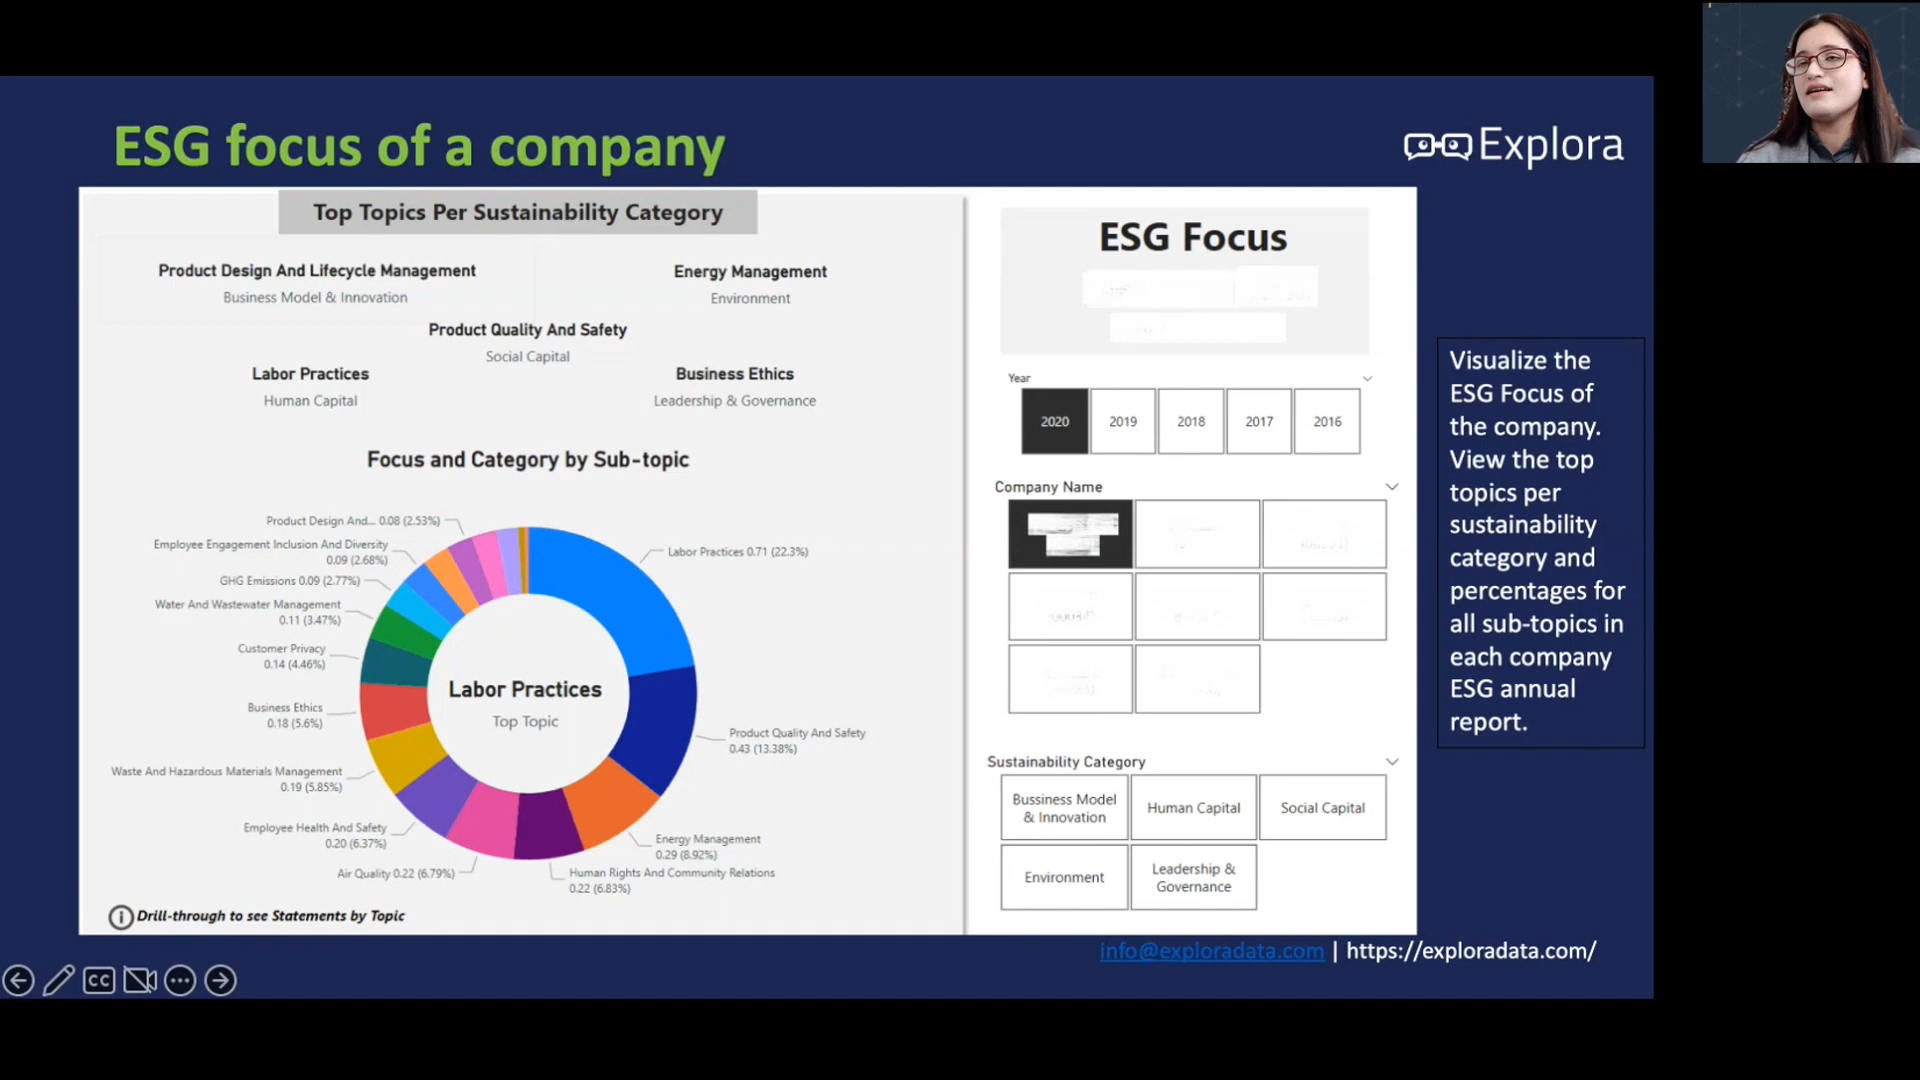 ESG focus of a company
Explora
Top Topics Per Sustainability Category
Product Design And Lifecycle Management
Business Model & Innovation
Energy Management
Environment
Product Quality And Safety
Social Capital
Labor Practices
Human Capital
Business Ethics
Leadership & Governance
Focus and Category by Sub-topic
Product Design And... 0.08 (2.53%)
Employee Engagement Inclusion And Diversity
0.09 (2.68%)
GHG Emissions 0.09 (2.77%)
Water And Wastewater Management
0.11 (3.47%)
Customer Privacy
0.14 (4.46%)
Business Ethics
0.18 (5.6%)
Waste And Hazardous Materials Management
0.19 (5.85%)
Employee Health And Safety
0.20 (6.37%)
Air Quality 0.22 (6.79%)
Labor Practices 0.71 (22.3%)
Product Quality And Safety
0.43 (13.38%)
Energy Management
0.29 (8.92%)
Human Rights And Community Relations
0.22 (6.83%)
Labor Practices
Top Topic
Drill-through to see Statements by Topic
ESG Focus
Year
2020 2019 2018 2017 2016
Company Name
Sustainability Category
Bussiness Model
& Innovation
Human Capital
Social Capital
Environment
Leadership &
Governance
Visualize the
ESG Focus of
the company.
View the top
topics per
sustainability
category and
percentages for
all sub-topics in
each company
ESG annual
report.
info@exploradata.com | https://exploradata.com/
CC